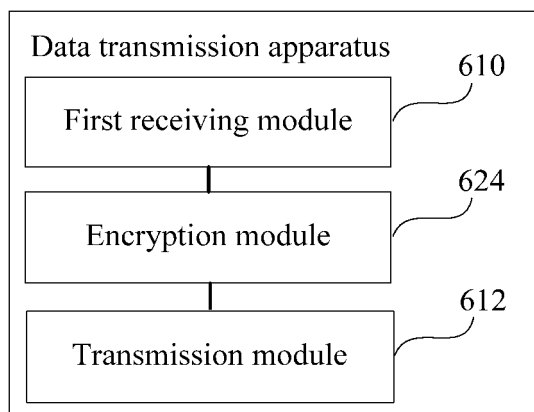 Data transmission apparatus
610
First receiving module
624
Encryption module
612
Transmission module